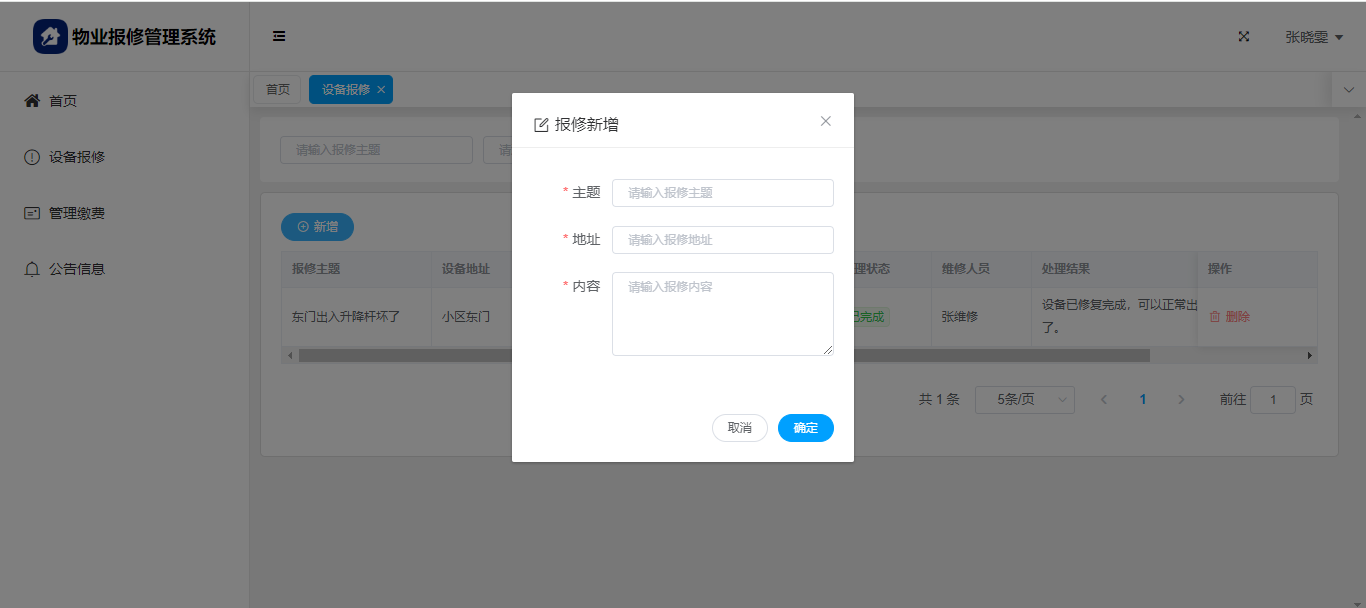 物业报修管理系统
张晓雯
首页
设备报修
管理缴费
公告信息
首页
设备报修
请输入报修主题
请
新增
报修主题
设备地址
理状态
维修人员
处理结果
操作
东门出入升降杆坏了
小区东门
已完成
张维修
设备已修复完成，可以正常出
了。
删除
共 1 条
5条/页
1
前往
1
页
报修新增
* 主题
请输入报修主题
* 地址
请输入报修地址
* 内容
请输入报修内容
取消
确定